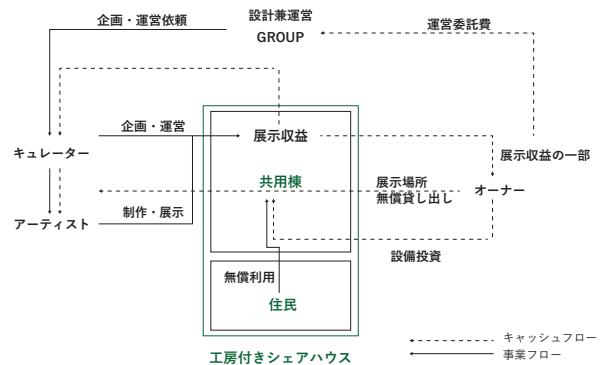 設計兼運営
GROUP
企画・運営依頼
運営委託費
企画・運営
展示収益
キュレーター
展示収益の一部
共用棟
展示場所
無償貸し出し
オーナー
アーティスト
制作・展示
設備投資
無償利用
住民
工房付きシェアハウス
キャッシュフロー
事業フロー